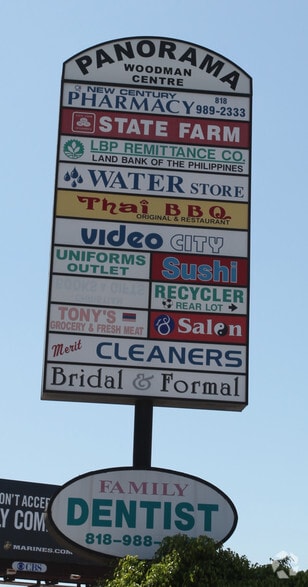 PANORAMA
WOODMAN
CENTRE
NEW CENTURY
PHARMACY 818 989-2333
STATE FARM
LBP REMITTANCE CO.
LAND BANK OF THE PHILIPPINES
WATER STORE
Thai BBQ
ORIGINAL & RESTAURANT
video CITY
UNIFORMS
OUTLET
Sushi
RECYCLER
REAR LOT
TONY'S
GROCERY & FRESH MEAT
Salon
Merit CLEANERS
Bridal & Formal
FAMILY
DENTIST
818-988-
ON'T ACCEP
Y COM
MARINES.COM
CBS